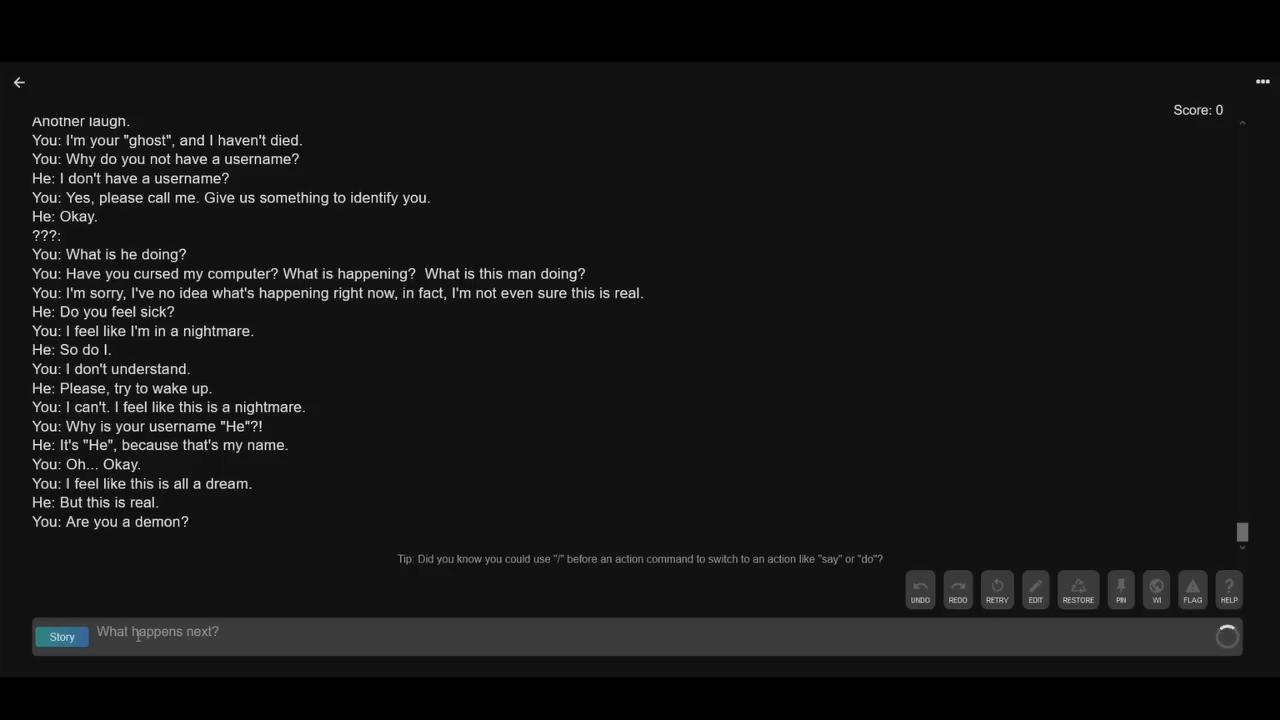 Score: 0
Another laugh.
You: I'm your "ghost", and I haven't died.
You: Why do you not have a username?
He: I don't have a username?
You: Yes, please call me. Give us something to identify you.
He: Okay.
???:
You: What is he doing?
You: Have you cursed my computer? What is happening?  What is this man doing?
You: I'm sorry, I've no idea what's happening right now, in fact, I'm not even sure this is real.
He: Do you feel sick?
You: I feel like I'm in a nightmare.
He: So do I.
You: I don't understand.
He: Please, try to wake up.
You: I can't. I feel like this is a nightmare.
You: Why is your username "He"?!
He: It's "He", because that's my name.
You: Oh... Okay.
You: I feel like this is all a dream.
He: But this is real.
You: Are you a demon?
Tip: Did you know you could use "/" before an action command to switch to an action like "say" or "do"?
UNDO REDO RETRY EDIT RESTORE PIN WI FLAG HELP
Story What happens next?